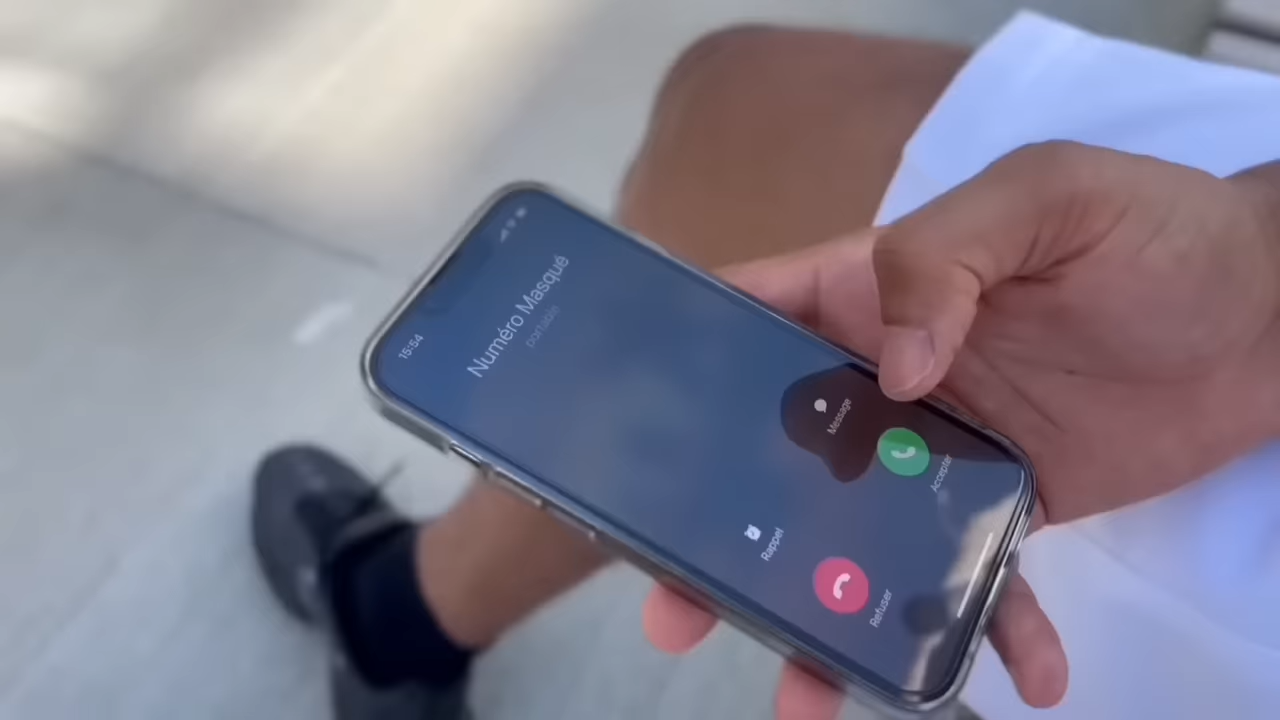 15:54
Numéro Masqué
portable
Message
Rappel
Accepter
Refuser